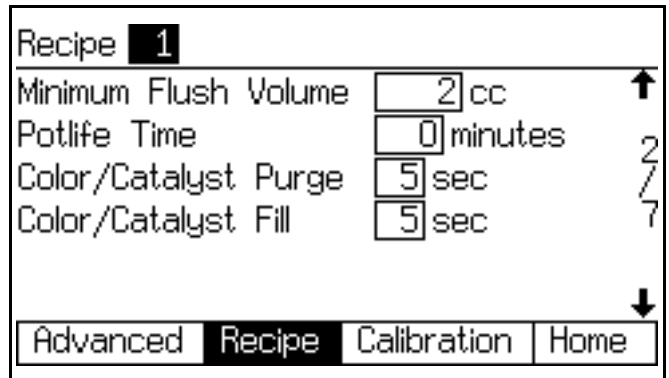 Recipe 1
Minimum Flush Volume 2 cc
Potlife Time 0 minutes
Color/Catalyst Purge 5 sec
Color/Catalyst Fill 5 sec
2/7
Advanced Recipe Calibration Home